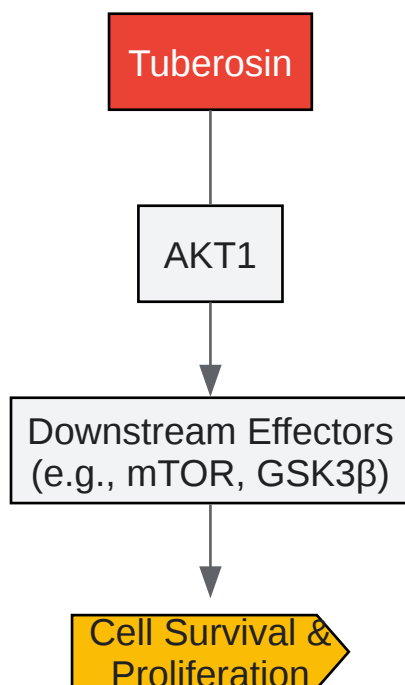 Tuberosin
AKT1
Downstream Effectors
(e.g., mTOR, GSK3β)
Cell Survival &
Proliferation